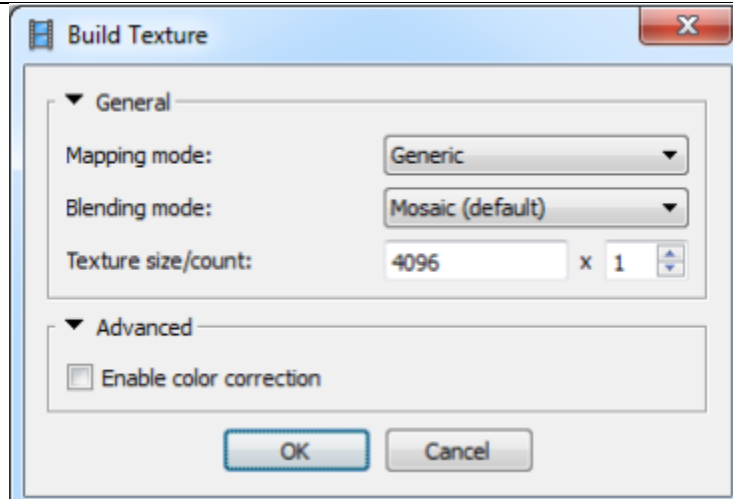 Build Texture
General
Mapping mode: Generic
Blending mode: Mosaic (default)
Texture size/count: 4096 x 1
Advanced
Enable color correction
OK Cancel